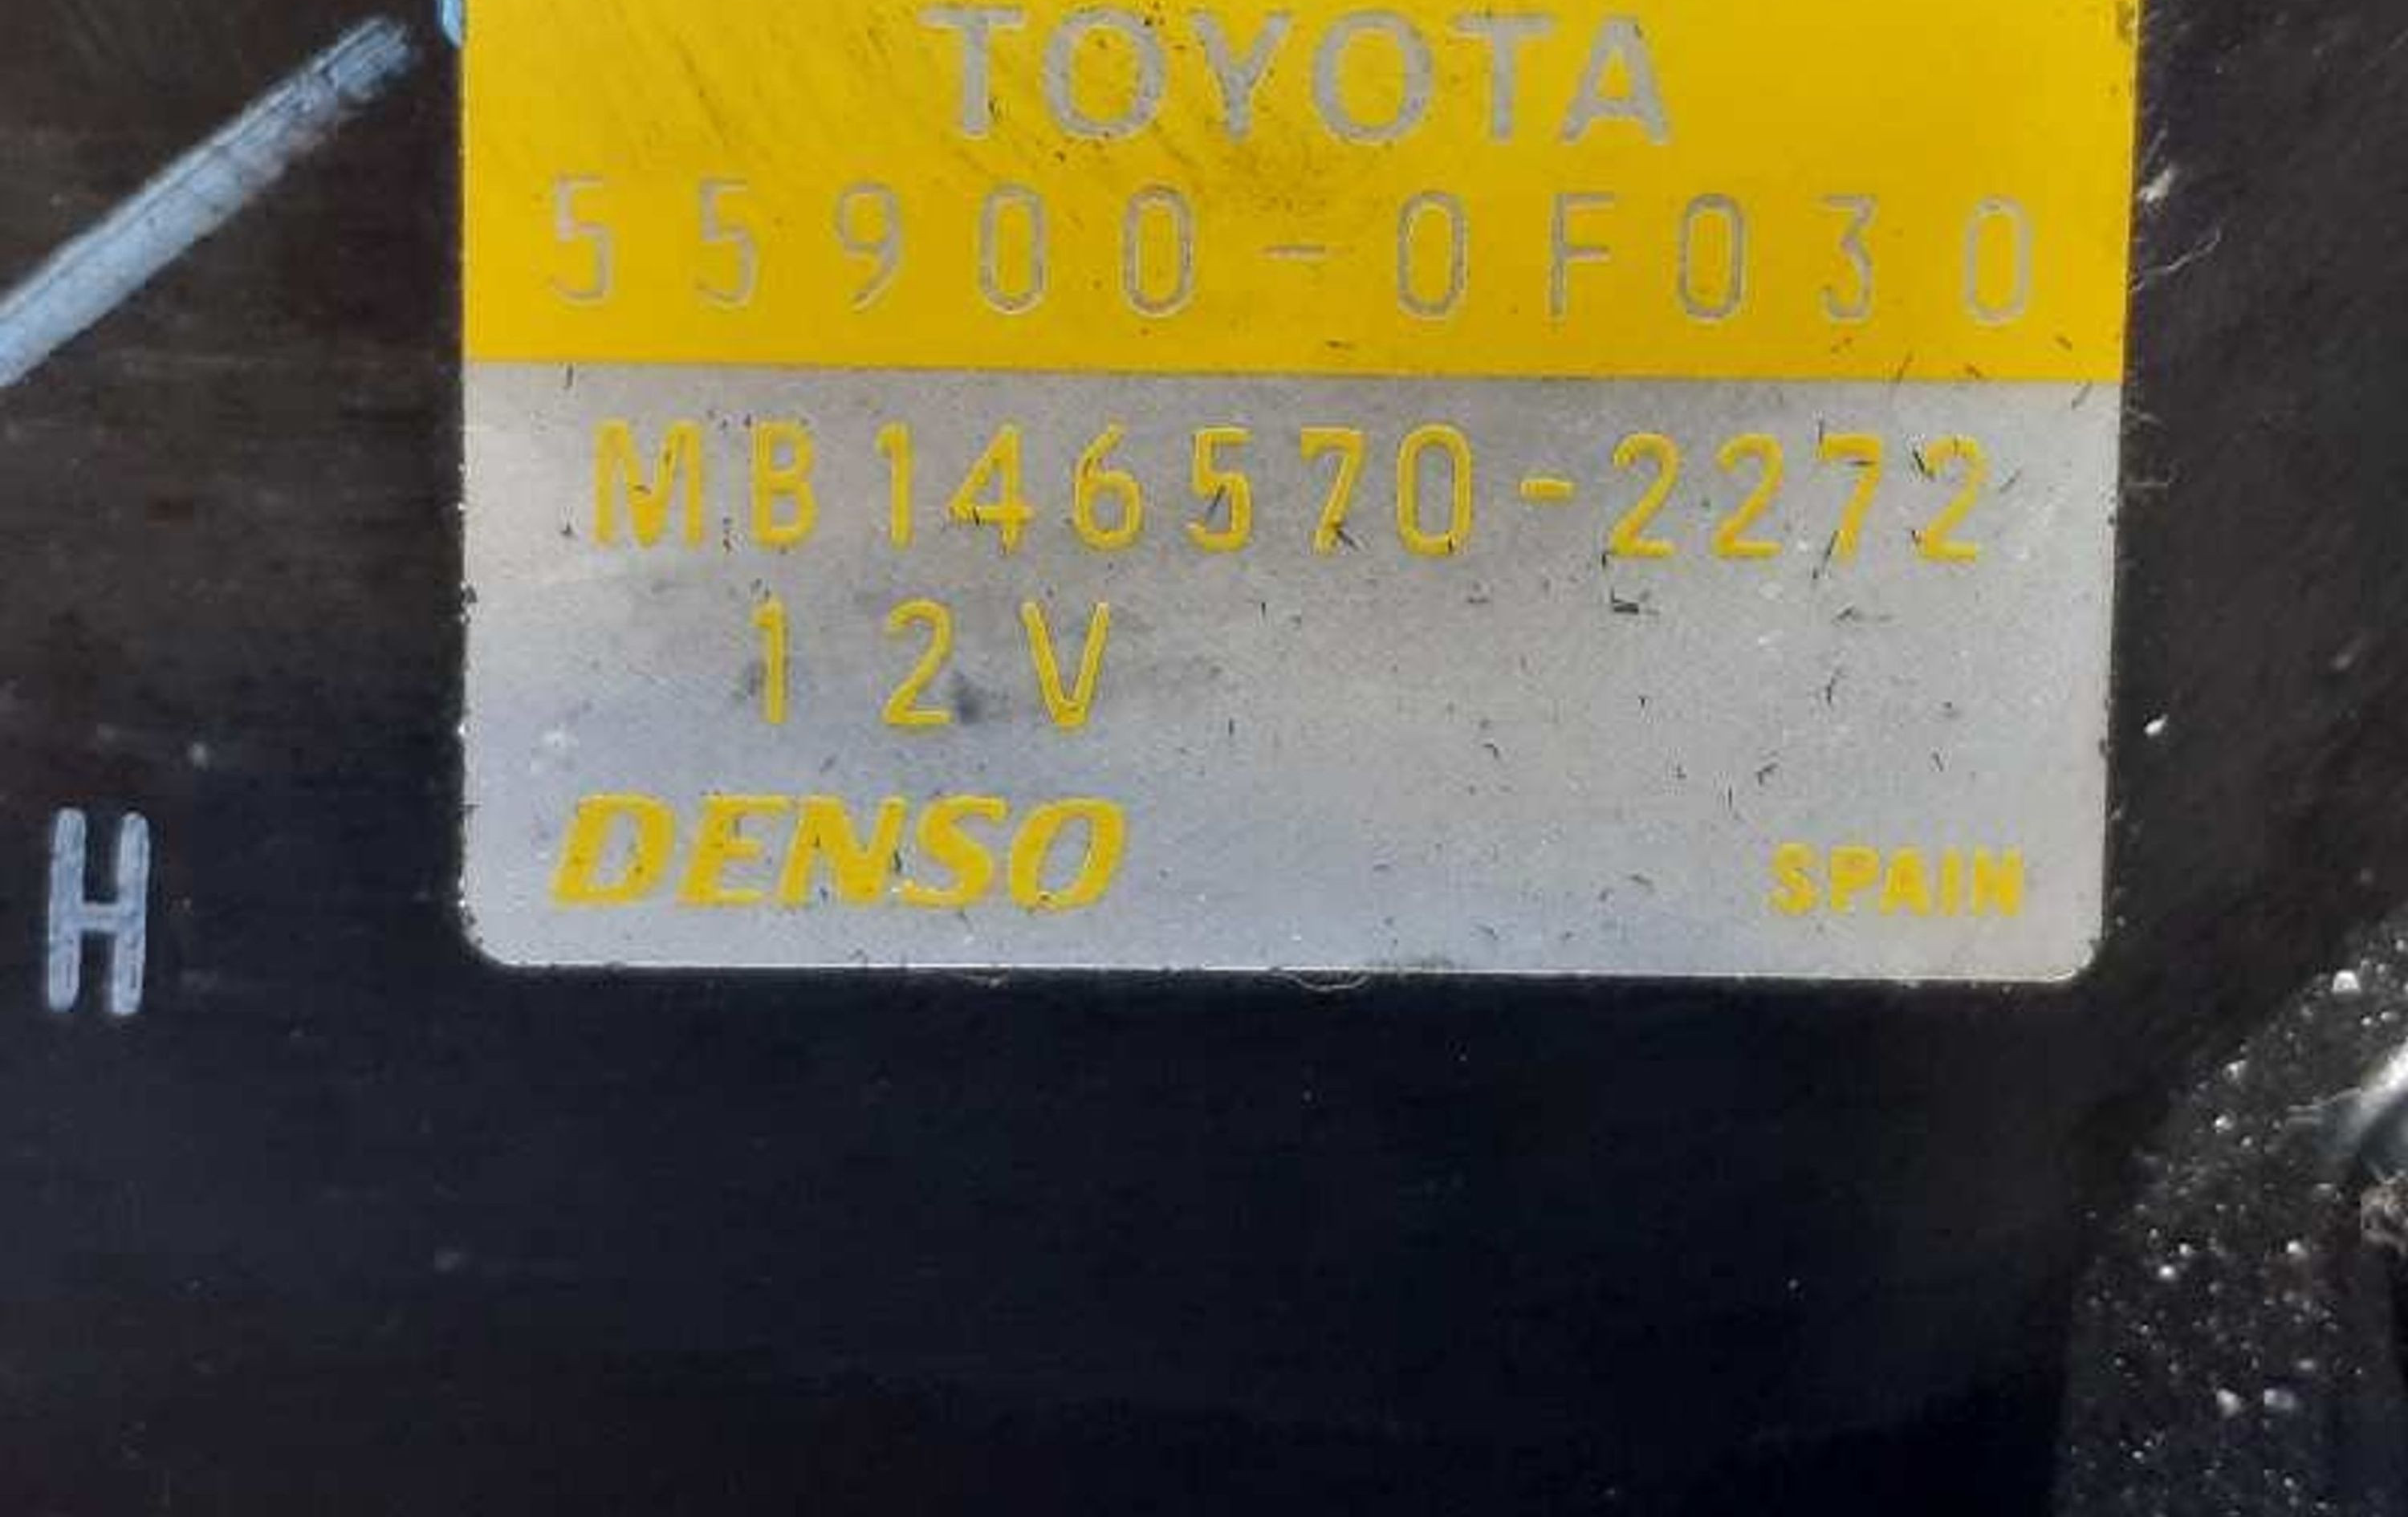 TOYOTA
55900-0F030
MB146570-2272
12V
DENSO SPAIN
H